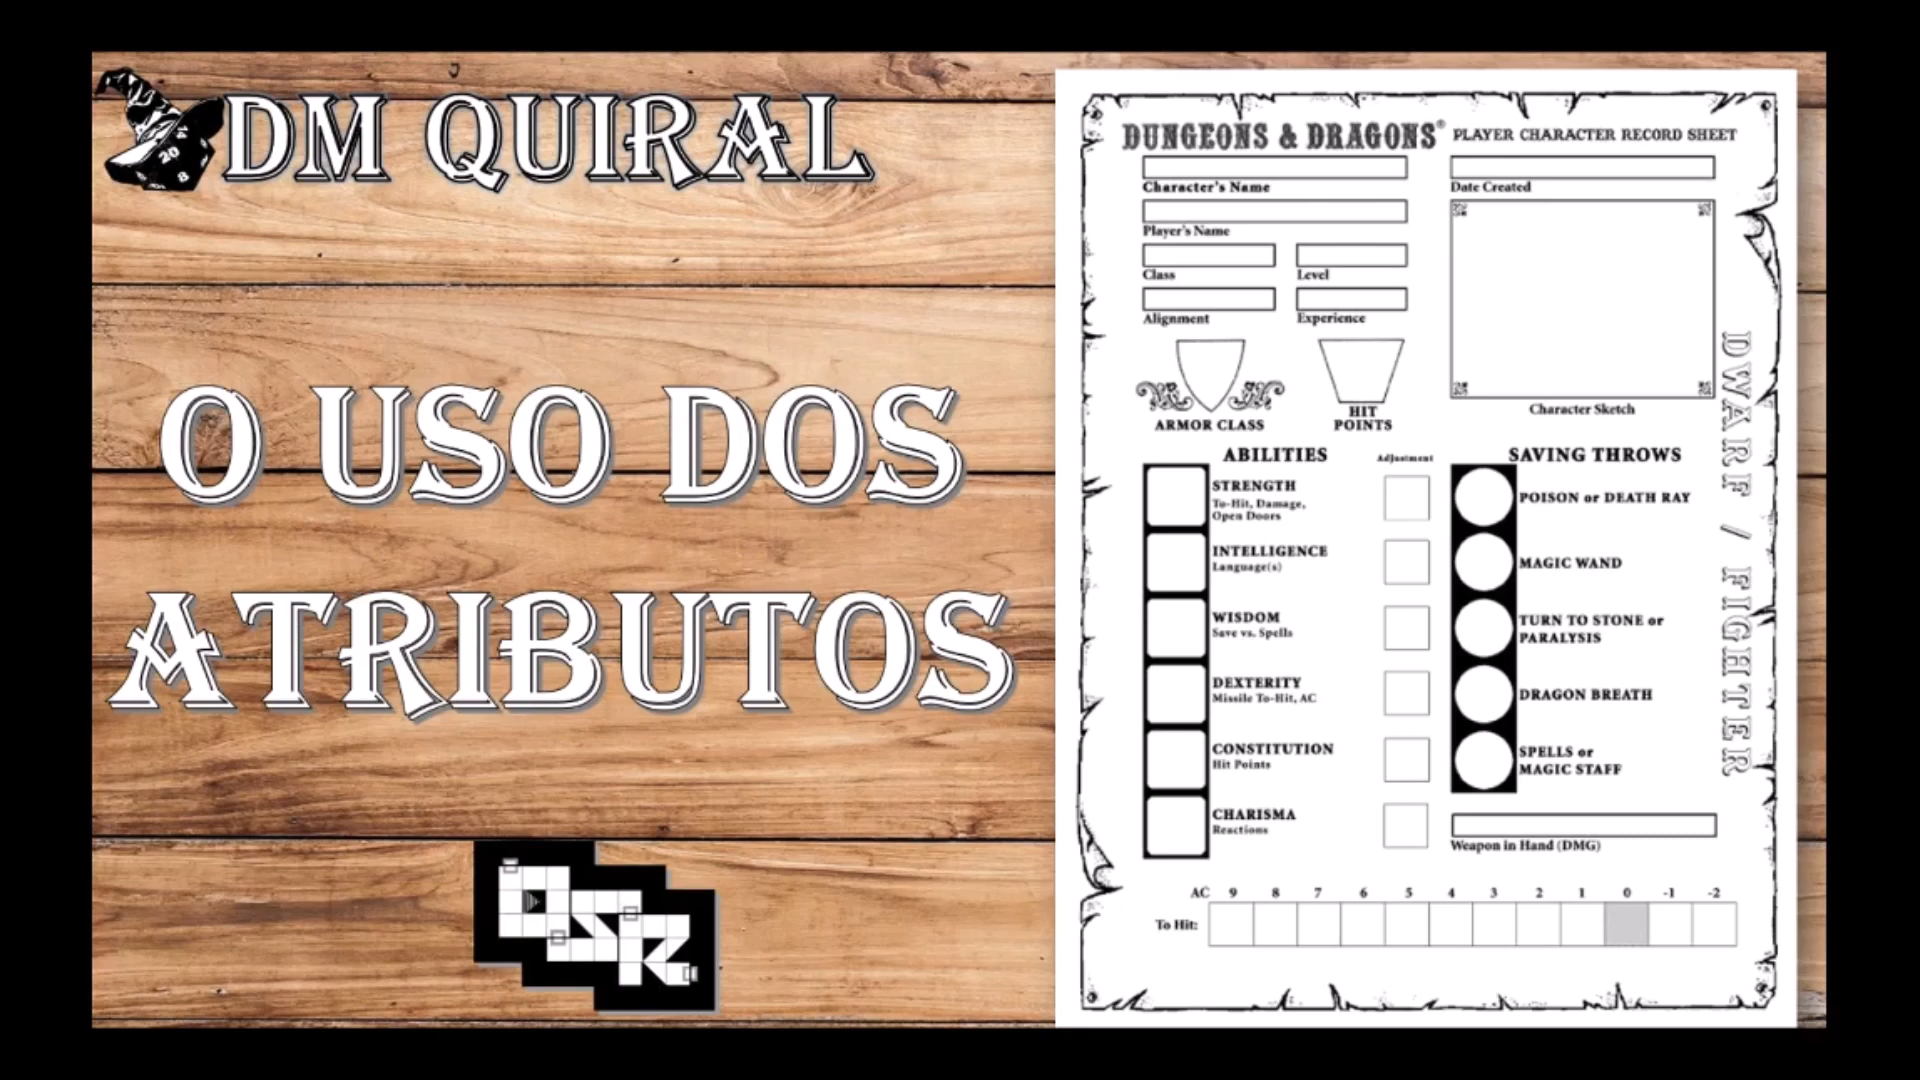 DM QUIRAL
O USO DOS
ATRIBUTOS
OSR
20
8
DUNGEONS & DRAGONS® PLAYER CHARACTER RECORD SHEET
Character's Name
Date Created
Player's Name
Class
Level
Alignment
Experience
ARMOR CLASS
HIT
POINTS
Character Sketch
ABILITIES
Adjustment
STRENGTH
To-Hit, Damage,
Open Doors
INTELLIGENCE
Language(s)
WISDOM
Save vs. Spells
DEXTERITY
Missile To-Hit, AC
CONSTITUTION
Hit Points
CHARISMA
Reactions
SAVING THROWS
POISON or DEATH RAY
MAGIC WAND
TURN TO STONE or
PARALYSIS
DRAGON BREATH
SPELLS or
MAGIC STAFF
Weapon in Hand (DMG)
DWARF / FIGHTER
AC 9 8 7 6 5 4 3 2 1 0 -1 -2
To Hit: